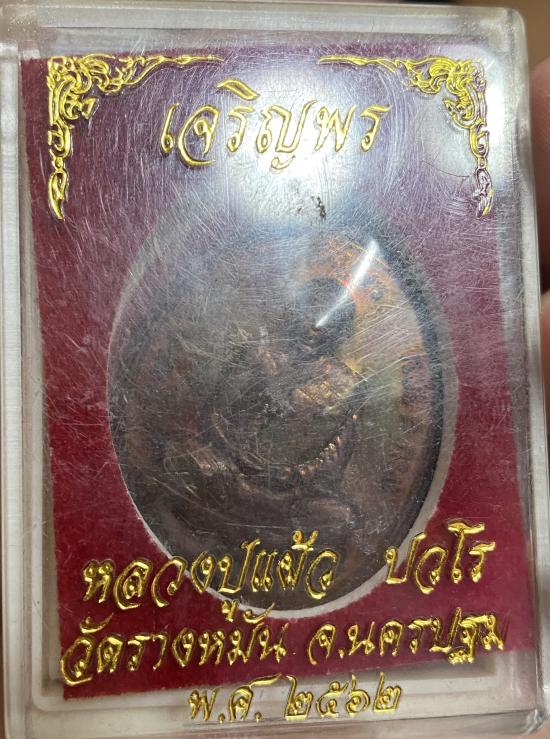 เจริญพร
หลวงปู่แผ้ว ปวโร
วัดรางหมัน จ.นครปฐม
พ.ศ. ๒๕๖๒